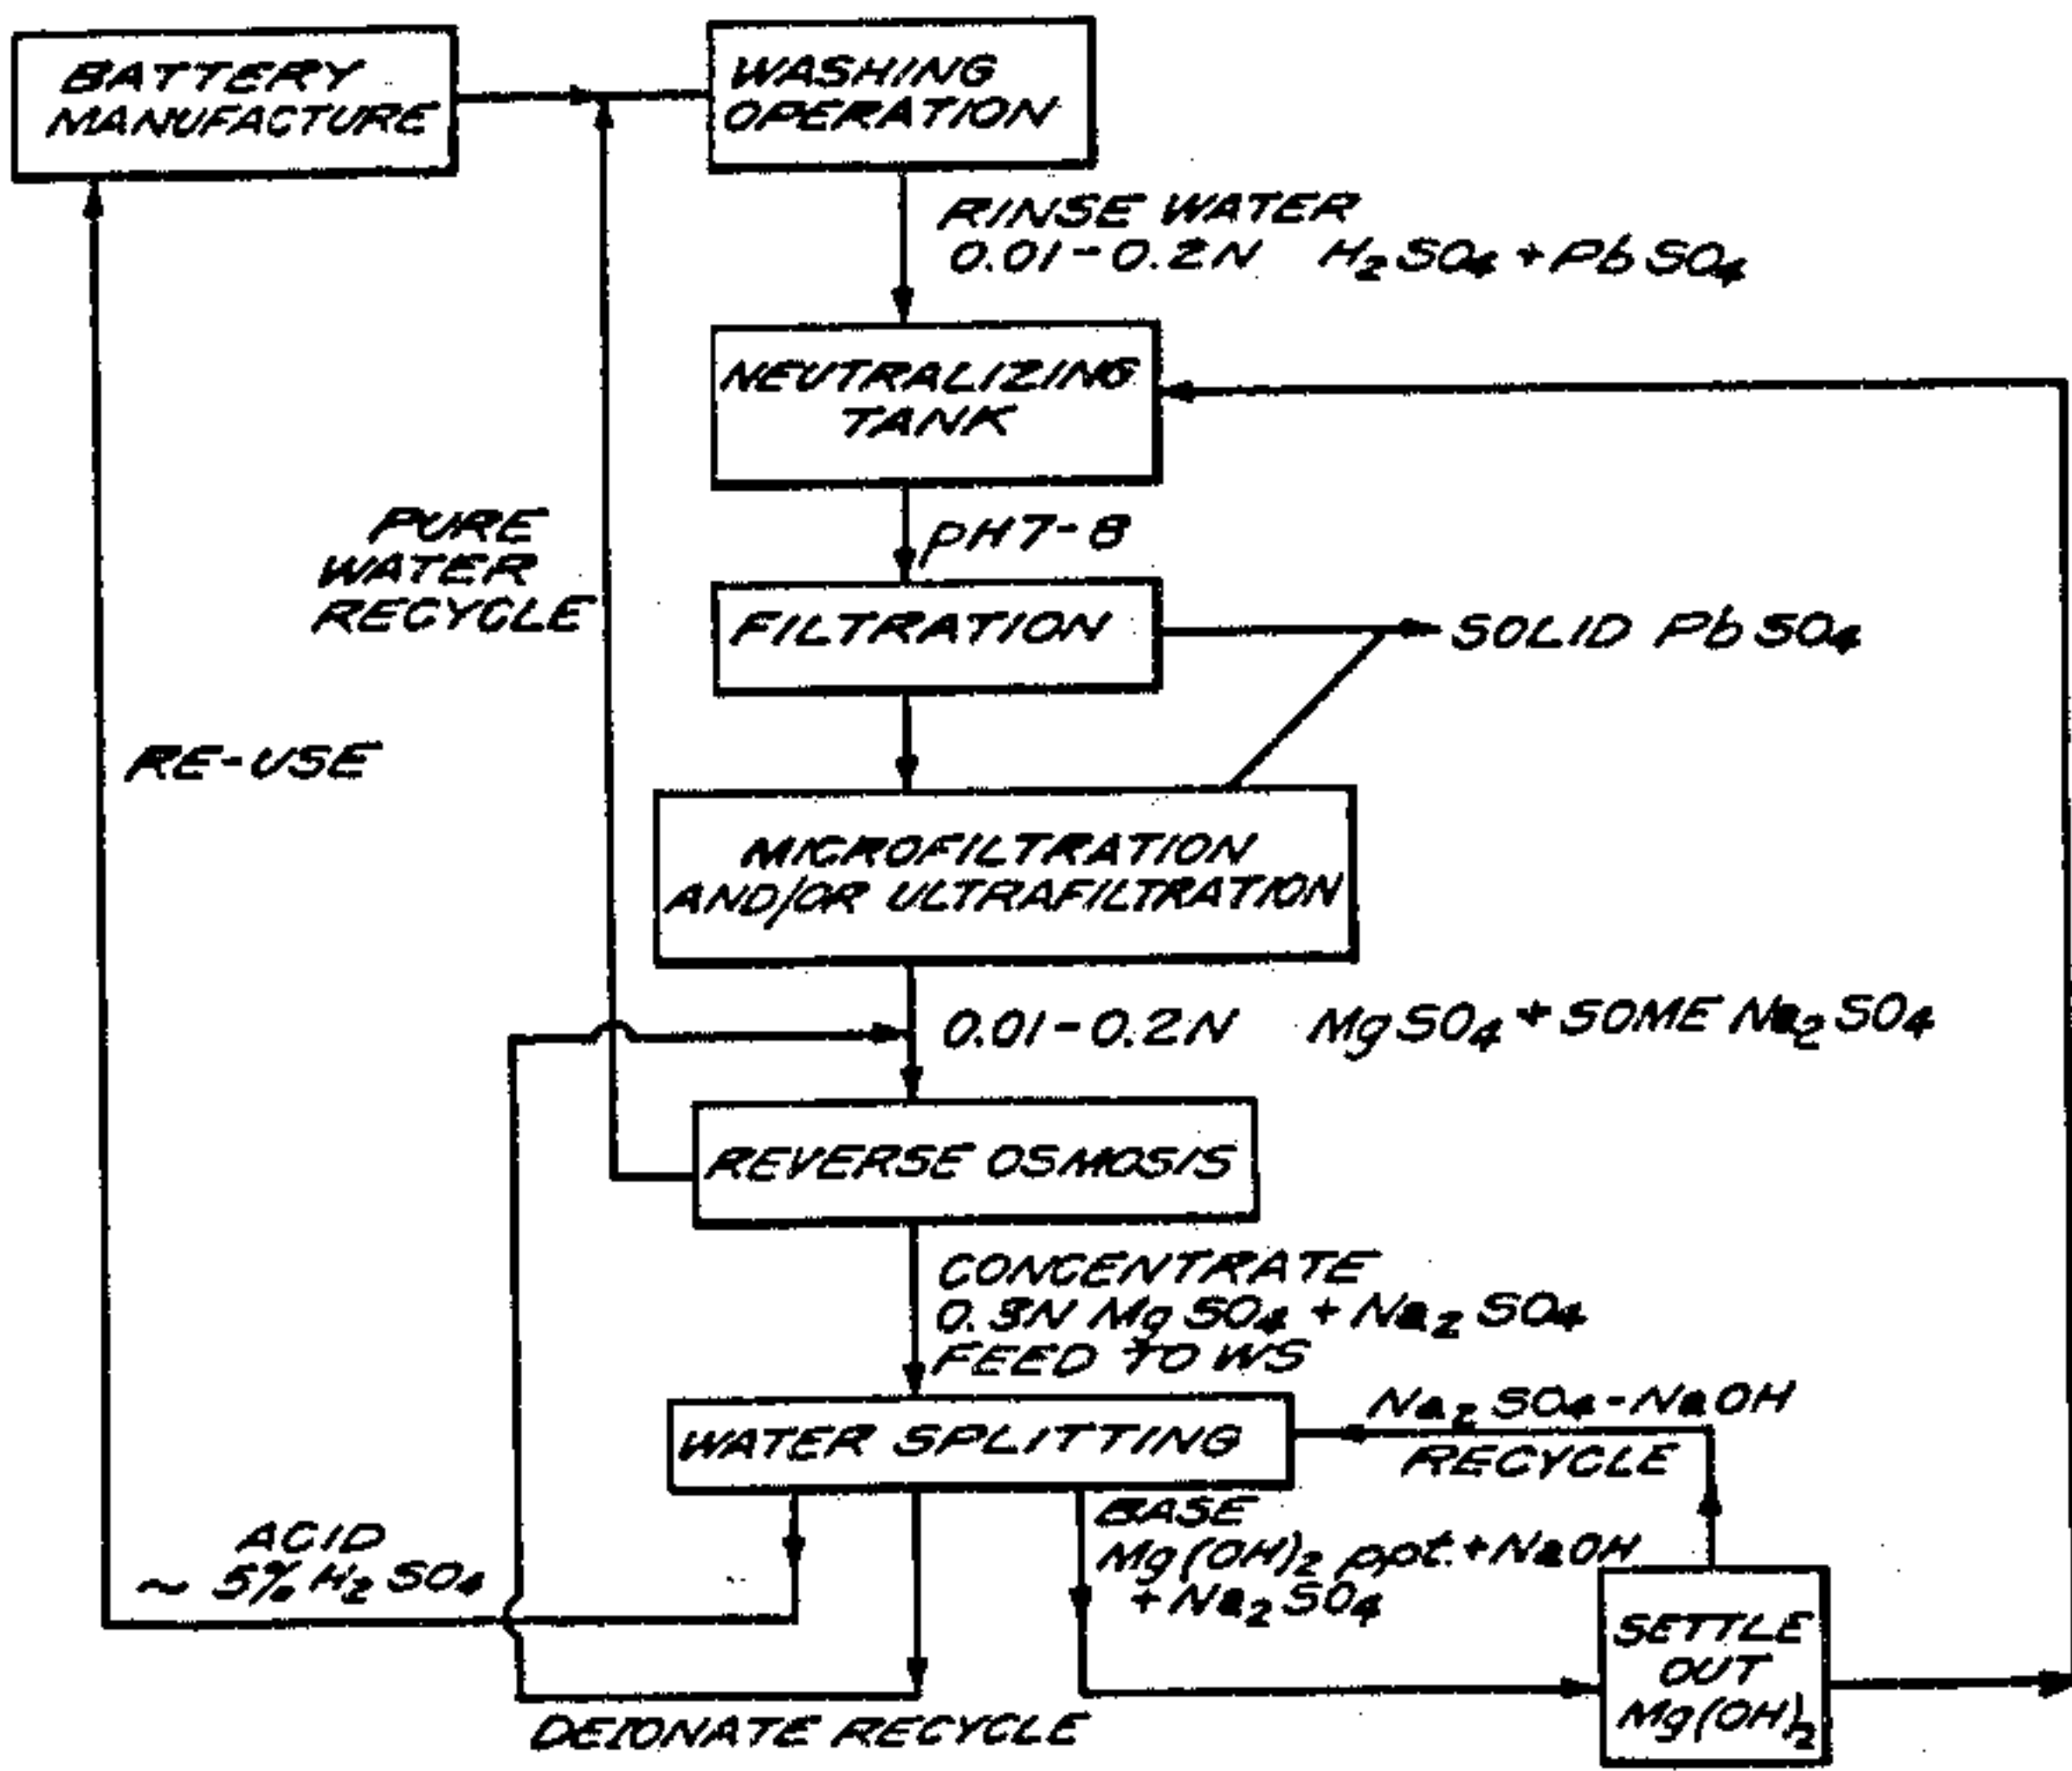 BATTERY
MANUFACTURE
WASHING
OPERATION
RINSE WATER
0.01-0.2N H₂SO₄ + PbSO₄
NEUTRALIZING
TANK
PURE
WATER
RECYCLE
pH7-8
FILTRATION
SOLID PbSO₄
RE-USE
MICROFILTRATION
AND/OR ULTRAFILTRATION
0.01-0.2N MgSO₄ + SOME Na₂SO₄
REVERSE OSMOSIS
CONCENTRATE
0.3N MgSO₄ + Na₂SO₄
FEED TO WS
WATER SPLITTING
Na₂SO₄-NaOH
RECYCLE
ACID
~ 5% H₂SO₄
BASE
Mg(OH)₂ ppt. + NaOH
+ Na₂SO₄
SETTLE
OUT
Mg(OH)₂
DEIONATE RECYCLE